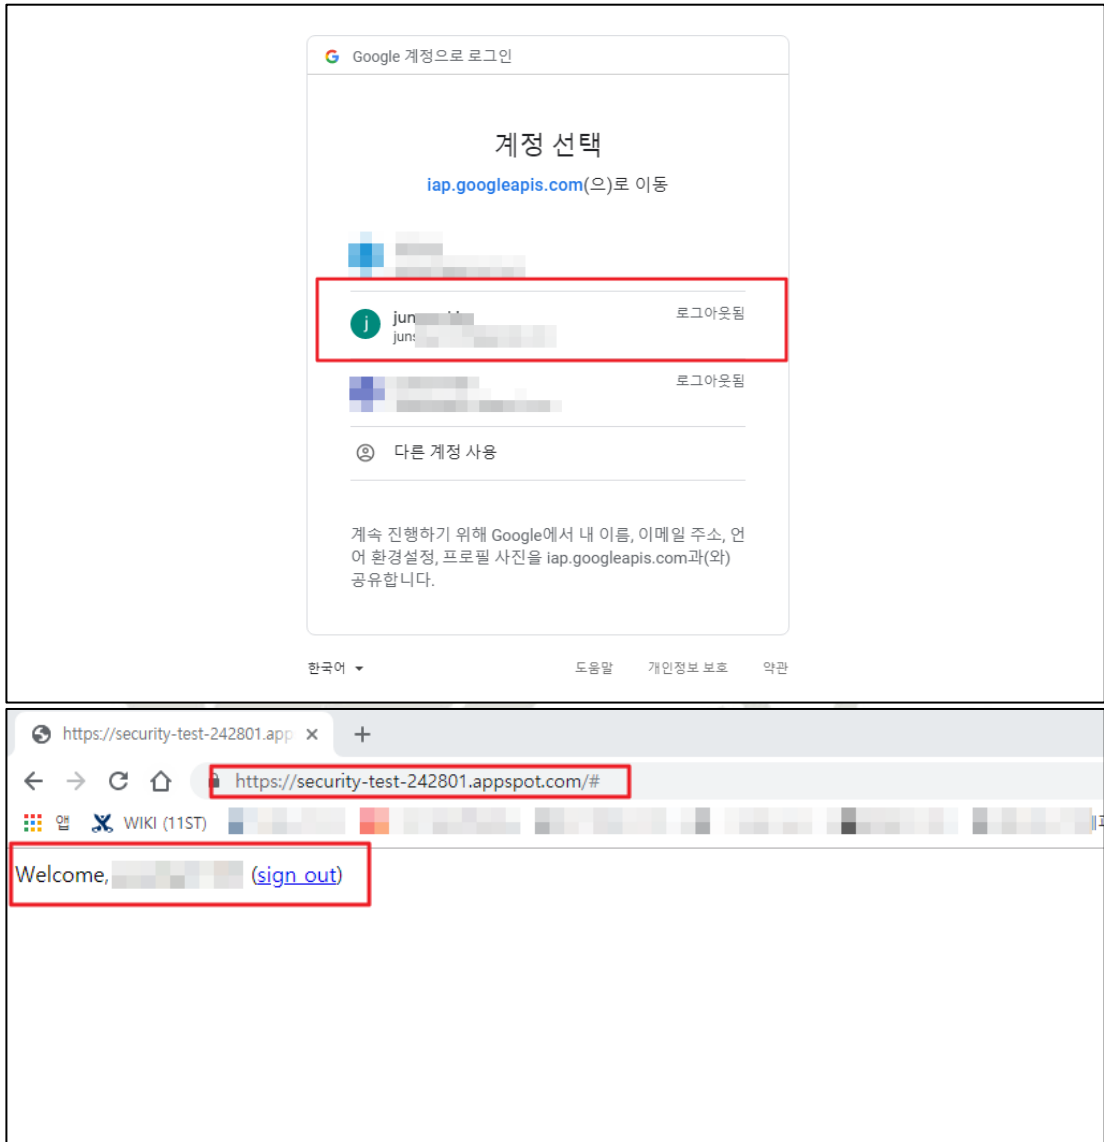 Google 계정으로 로그인
계정 선택
iap.googleapis.com(으)로 이동
로그아웃됨
로그아웃됨
다른 계정 사용
계속 진행하기 위해 Google에서 내 이름, 이메일 주소, 언
어 환경설정, 프로필 사진을 iap.googleapis.com과(와)
공유합니다.
한국어 도움말 개인정보 보호 약관
https://security-test-242801.app
https://security-test-242801.appspot.com/#
앱 WIKI (11ST)
Welcome, (sign out)